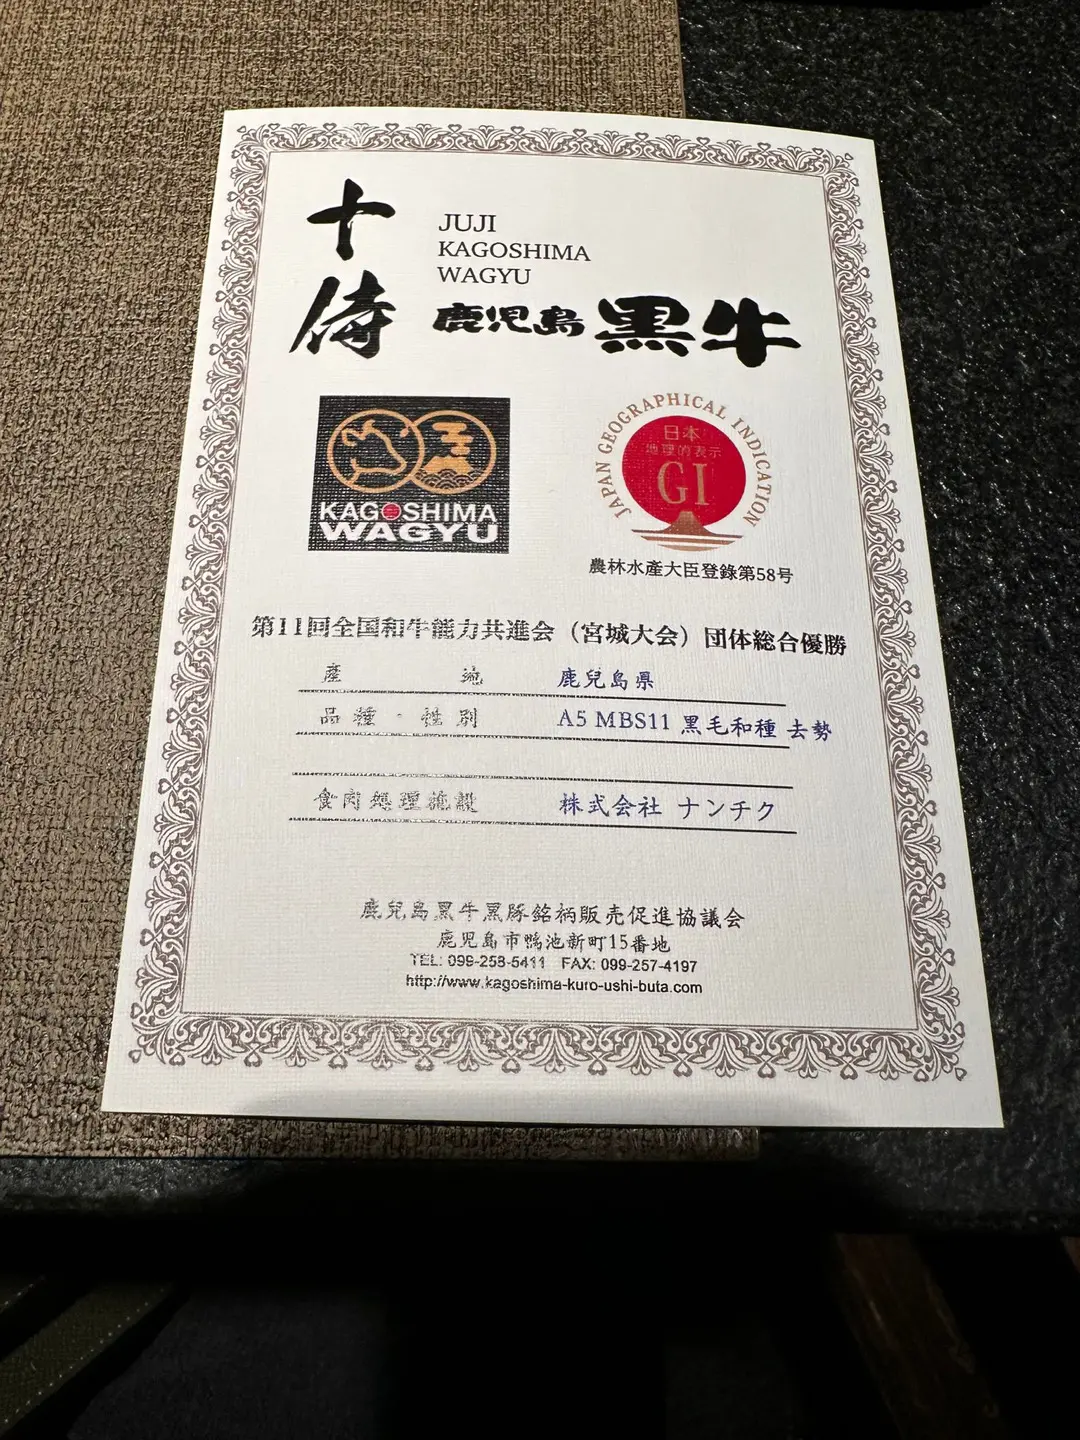 十侍
JUJI
KAGOSHIMA
WAGYU
鹿児島黒牛
KAGOSHIMA
WAGYU
JAPAN GEOGRAPHICAL INDICATION
日本
地理的表示
GI
農林水產大臣登錄第58号
第11回全国和牛能力共進会（宮城大会）団体総合優勝
産 地 鹿兒島県
品種・性別 A5 MBS11 黒毛和種 去勢
食肉処理施設 株式会社 ナンチク
鹿兒島黒牛黒豚銘柄販売促進協議会
鹿児島市鴨池新町15番地
TEL: 099-258-5411 FAX: 099-257-4197
http://www.kagoshima-kuro-ushi-buta.com